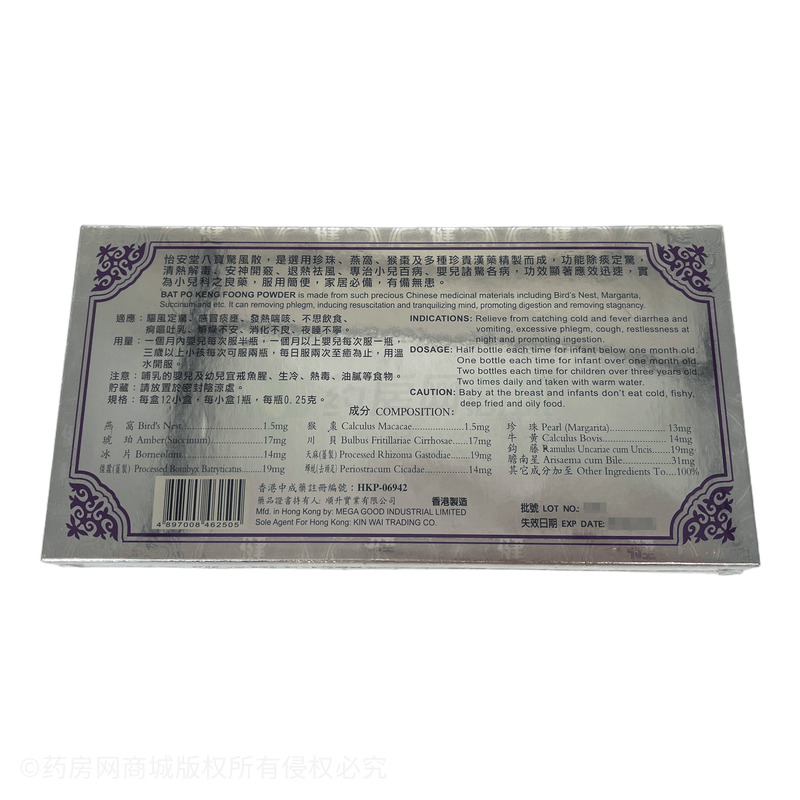 怡安堂八寶驚風散，是選用珍珠、燕窩、猴棗及多種珍貴漢藥精製而成，功能除痰定驚，
清熱解毒、安神開竅、退熱祛風、專治小兒百病、嬰兒諸驚各病，功效顯著應效迅速，實
為小兒科之良藥，服用簡便，家居必備，有備無患。
BAT PO KENG FOONG POWDER is made from such precious Chinese medicinal materials including Bird's Nest, Marganita,
Succinum and etc. It can removing phlegm, inducing resuscitation and tranquilizing mind, promoting digestion and removing stagnancy.
適應：驅風定驚、感冒痰壅、發熱喘咳、不思飲食、
痾嘔吐乳、煩燥不安、消化不良、夜睡不寧。
用量：一個月內嬰兒每次服半瓶，一個月以上嬰兒每次服一瓶，
三歲以上小孩每次可服兩瓶，每日服兩次至癒為止，用溫
水開服。
注意：哺乳的嬰兒及幼兒宜戒魚腥、生冷、熱毒、油膩等食物。
貯藏：請放置於密封陰涼處。
規格：每盒12小盒，每小盒1瓶，每瓶0.25克。
INDICATIONS: Relieve from catching cold and fever diarrhea and
vomiting, excessive phlegm, cough, restlessness at
night and promoting ingestion.
DOSAGE: Half bottle each time for infant below one month old.
One bottle each time for infant over one month old.
Two bottles each time for children over three years old.
Two times daily and taken with warm water.
CAUTION: Baby at the breast and infants don't eat cold, fishy,
deep fried and oily food.
成分 COMPOSITION:
燕窩 Bird's Nest.....................1.5mg
琥珀 Amber(Succinum)...............17mg
冰片 Borneolum.....................14mg
僵蠶(薑製) Processed Bombyx Batryticatus........19mg
猴棗 Calculus Macacae...............1.5mg
川貝 Bulbus Fritillariae Cirrhosae.....17mg
天麻(薑製) Processed Rhizoma Gastodiae.......19mg
蟬蛻(去頭足) Periostracum Cicadae...............14mg
珍珠 Pearl (Margarita)................13mg
牛黃 Calculus Bovis.....................14mg
鈎藤 Ramulus Uncariae cum Uncis......19mg
膽南星 Arisaema cum Bile...............31mg
其它成分加至 Other Ingredients To....100%
香港中成藥註冊編號：HKP-06942
藥品證書持有人: 順升實業有限公司
香港製造
Mfd. in Hong Kong by: MEGA GOOD INDUSTRIAL LIMITED
Sole Agent For Hong Kong: KIN WAI TRADING CO.
4 897008 462505
批號 LOT NO.:
失效日期 EXP DATE:
©药房网商城版权所有侵权必究